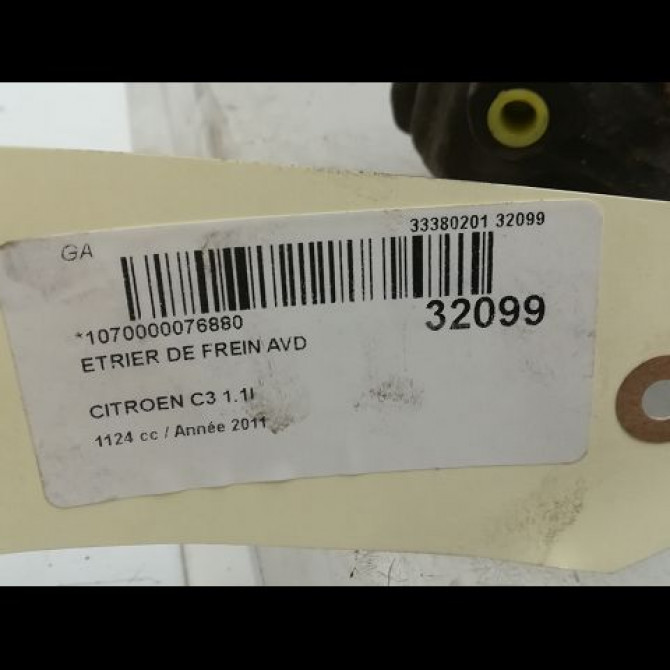 GA
33380201 32099
*1070000076880
32099
ETRIER DE FREIN AVD
CITROEN C3 1.1I
1124 cc / Année 2011